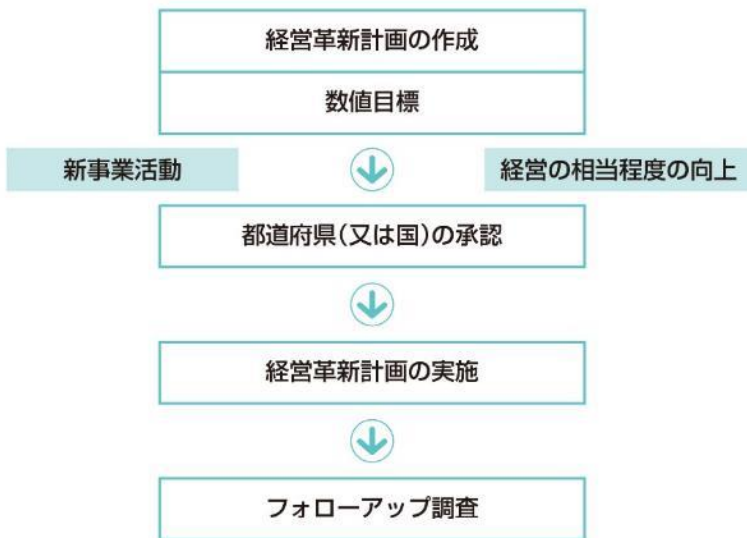 経営革新計画の作成
数値目標
新事業活動
経営の相当程度の向上
都道府県(又は国)の承認
経営革新計画の実施
フォローアップ調査